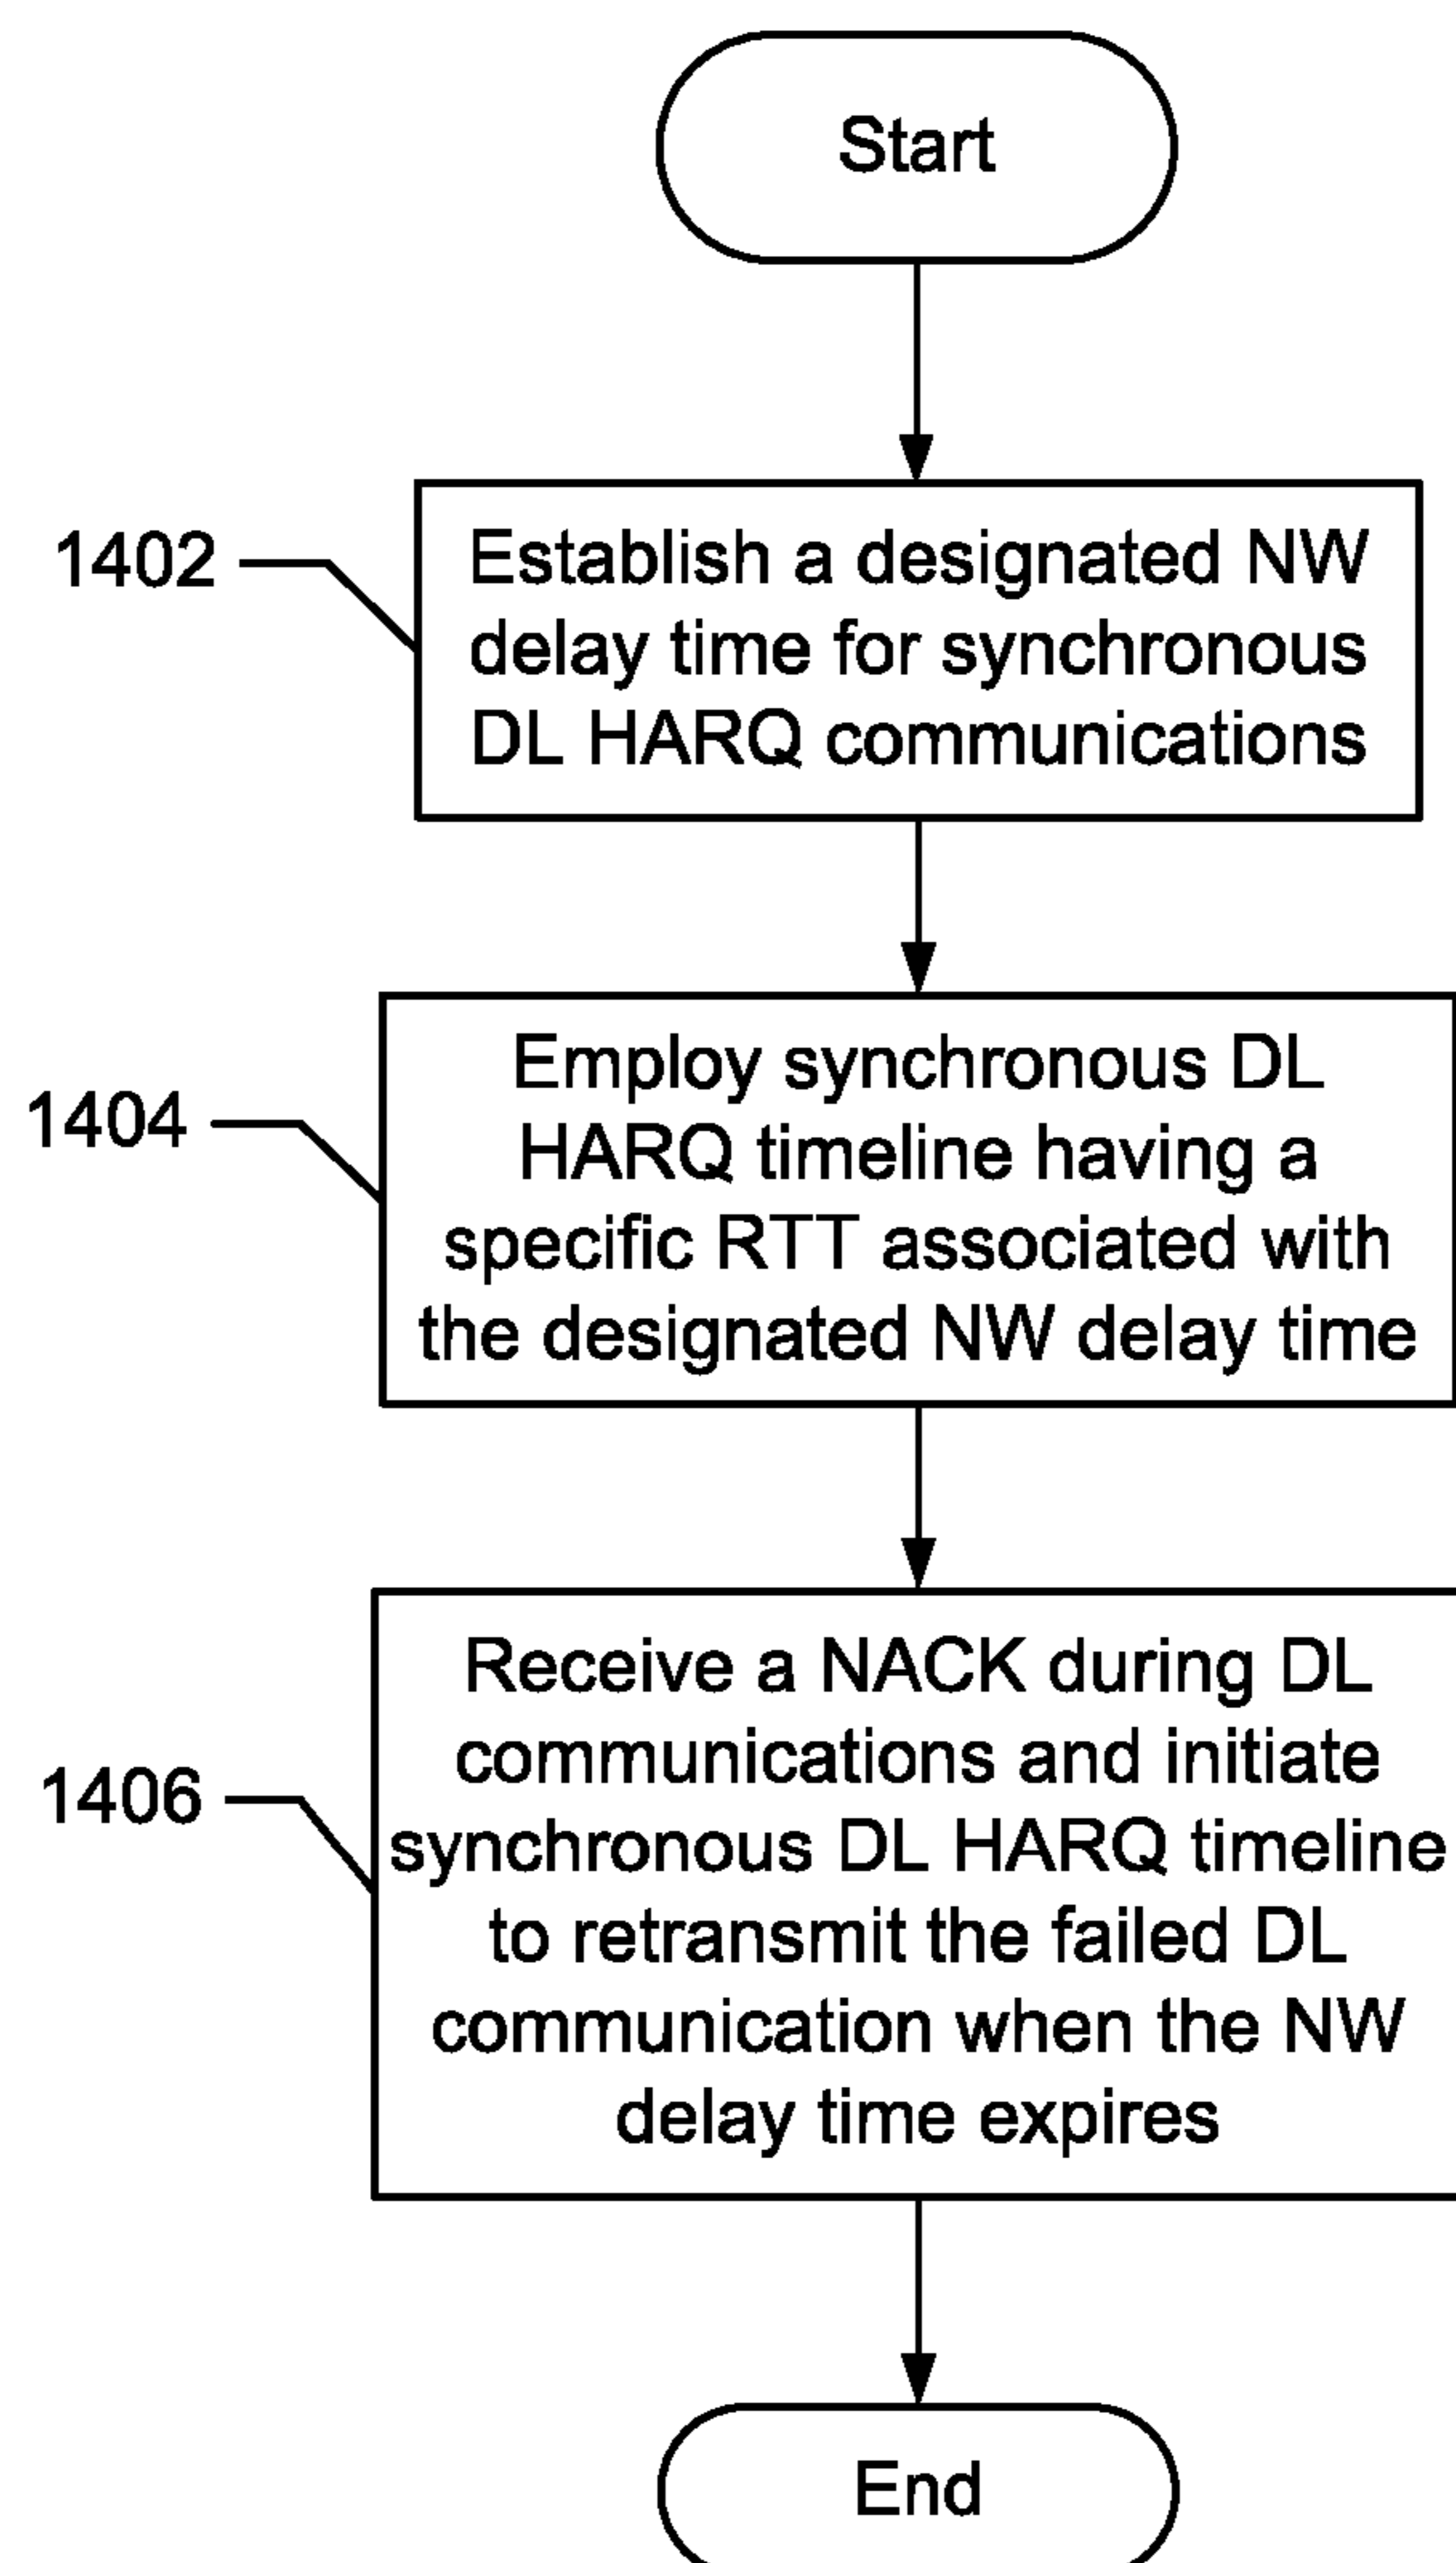 Start
1402
Establish a designated NW
delay time for synchronous
DL HARQ communications
1404
Employ synchronous DL
HARQ timeline having a
specific RTT associated with
the designated NW delay time
1406
Receive a NACK during DL
communications and initiate
synchronous DL HARQ timeline
to retransmit the failed DL
communication when the NW
delay time expires
End